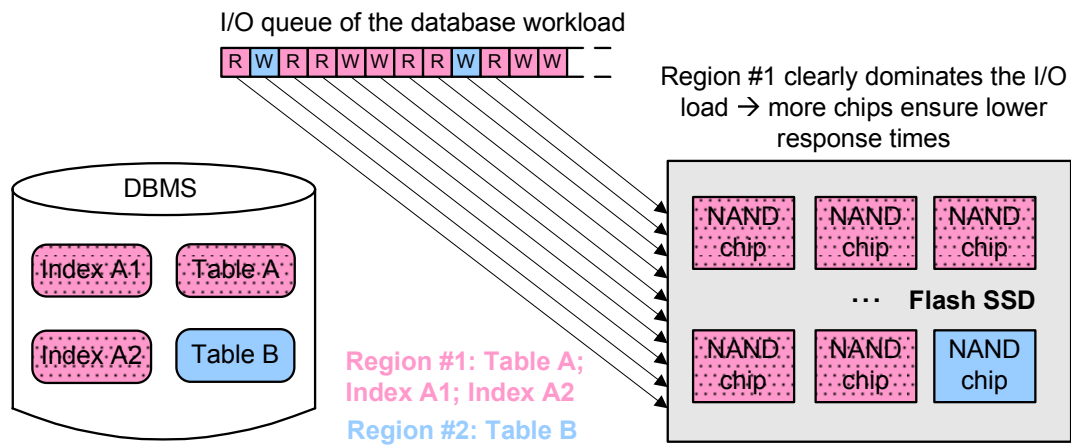 I/O queue of the database workload
R W R R W W R R W R W W
Region #1 clearly dominates the I/O
load → more chips ensure lower
response times
DBMS
Index A1 Table A
Index A2 Table B
Region #1: Table A;
Index A1; Index A2
Region #2: Table B
NAND NAND NAND
chip chip chip
... Flash SSD
NAND NAND NAND
chip chip chip